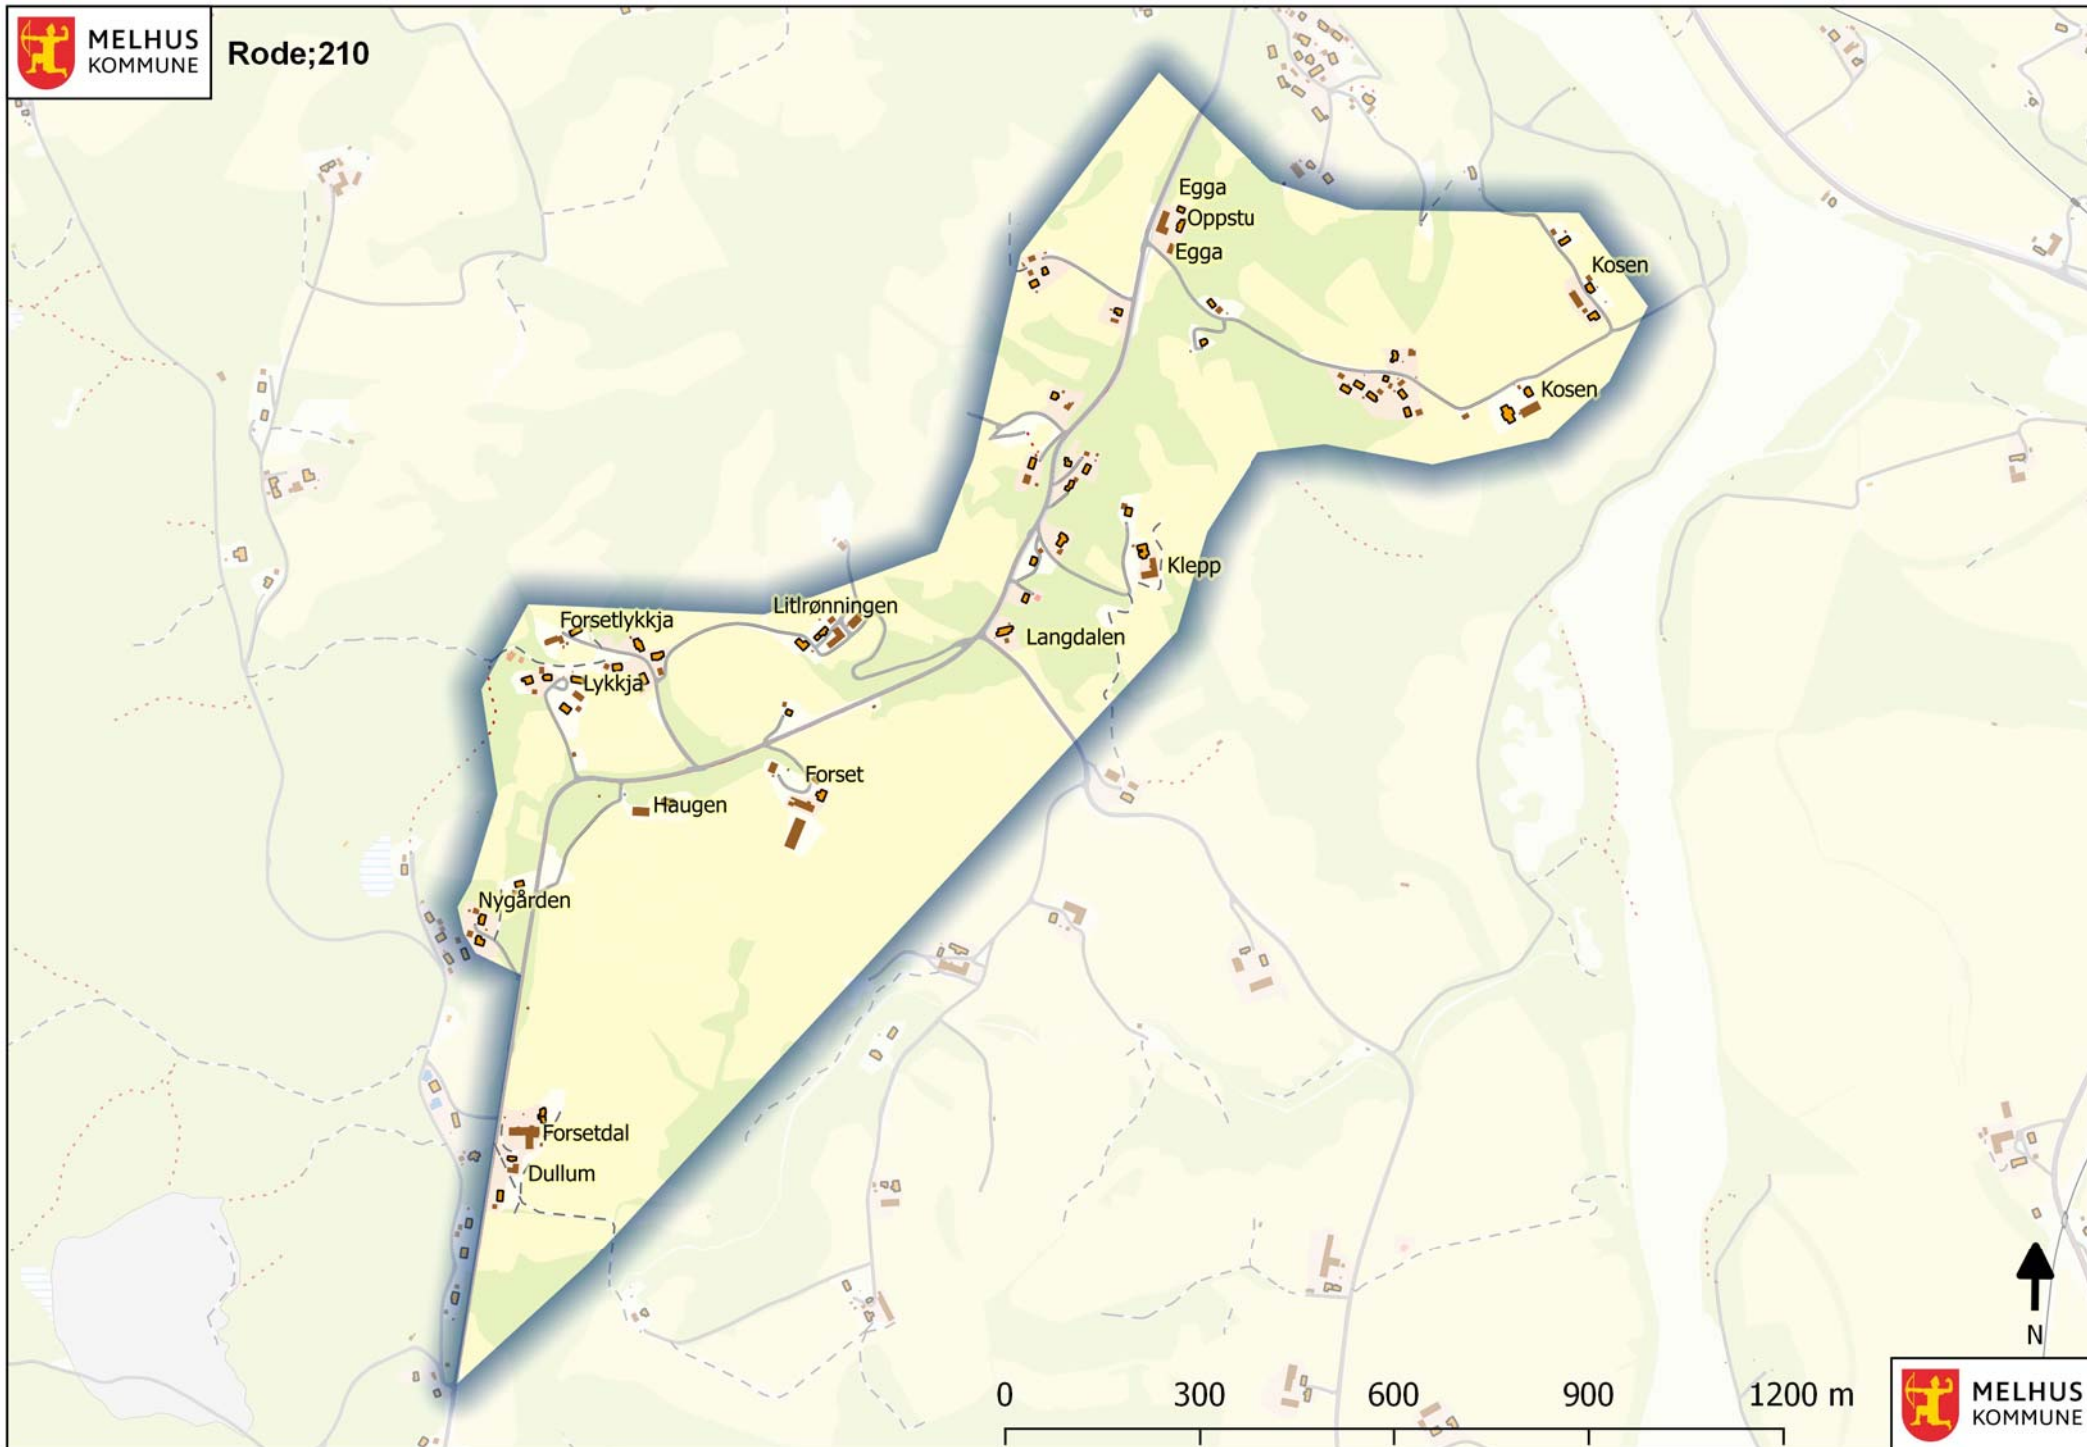 MELHUS
KOMMUNE
Rode;210
Egga
Oppstu
Egga
Kosen
Kosen
Klepp
Litlrønningen
Forsetlykkja
Langdalen
Lykkja
Forset
Haugen
Nygården
Forsetdal
Dullum
N
0 300 600 900 1200 m
MELHUS
KOMMUNE